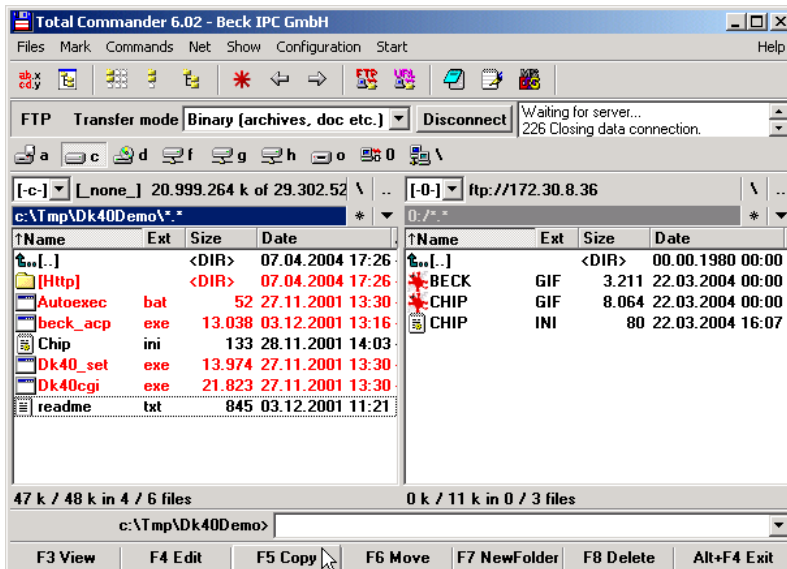 Total Commander 6.02 - Beck IPC GmbH
Files Mark Commands Net Show Configuration Start Help
FTP Transfer mode Binary (archives, doc etc.) Disconnect Waiting for server...
226 Closing data connection.
a c d f g h o 0 \
[-c-] [_none_] 20.999.264 k of 29.302.52 \ .. [-0-] ftp://172.30.8.36 \ ..
c:\Tmp\Dk40Demo\*.* * 0:/*.* *
↑Name Ext Size Date ↑Name Ext Size Date
[..] <DIR> 07.04.2004 17:26 [..] <DIR> 00.00.1980 00:00
[Http] <DIR> 07.04.2004 17:26 BECK GIF 3.211 22.03.2004 00:00
Autoexec bat 52 27.11.2001 13:30 CHIP GIF 8.064 22.03.2004 00:00
beck_acp exe 13.038 03.12.2001 13:16 CHIP INI 80 22.03.2004 16:07
Chip ini 133 28.11.2001 14:03
Dk40_set exe 13.974 27.11.2001 13:30
Dk40cgi exe 21.823 27.11.2001 13:30
readme txt 845 03.12.2001 11:21
47 k / 48 k in 4 / 6 files 0 k / 11 k in 0 / 3 files
c:\Tmp\Dk40Demo>
F3 View F4 Edit F5 Copy F6 Move F7 NewFolder F8 Delete Alt+F4 Exit